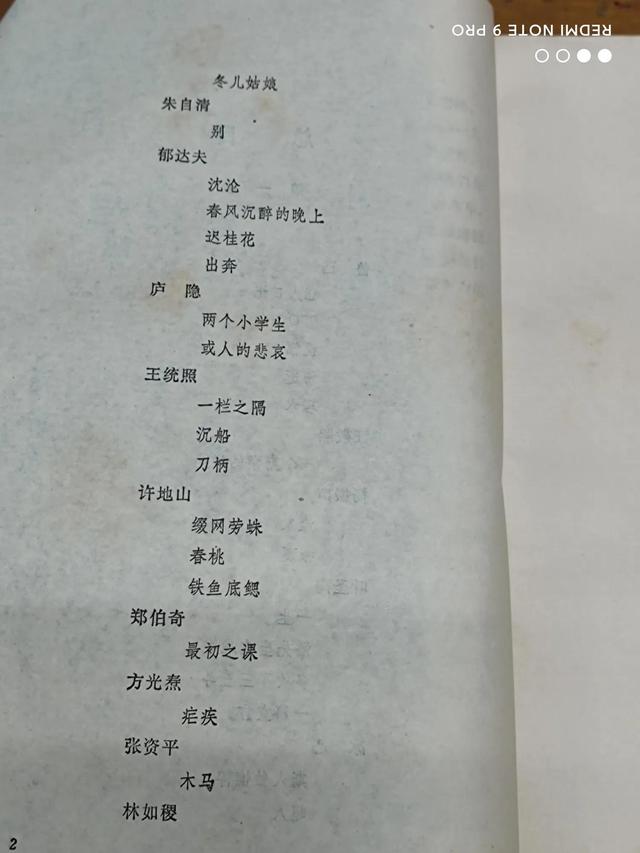 冬儿姑娘
朱自清
别
郁达夫
沈沦
春风沉醉的晚上
迟桂花
出奔
庐 隐
两个小学生
或人的悲哀
王统照
一栏之隔
沉船
刀柄
许地山
缀网劳蛛
春桃
铁鱼底鳃
郑伯奇
最初之课
方光焘
疟疾
张资平
木马
林如稷
2
REDMI NOTE 9 PRO